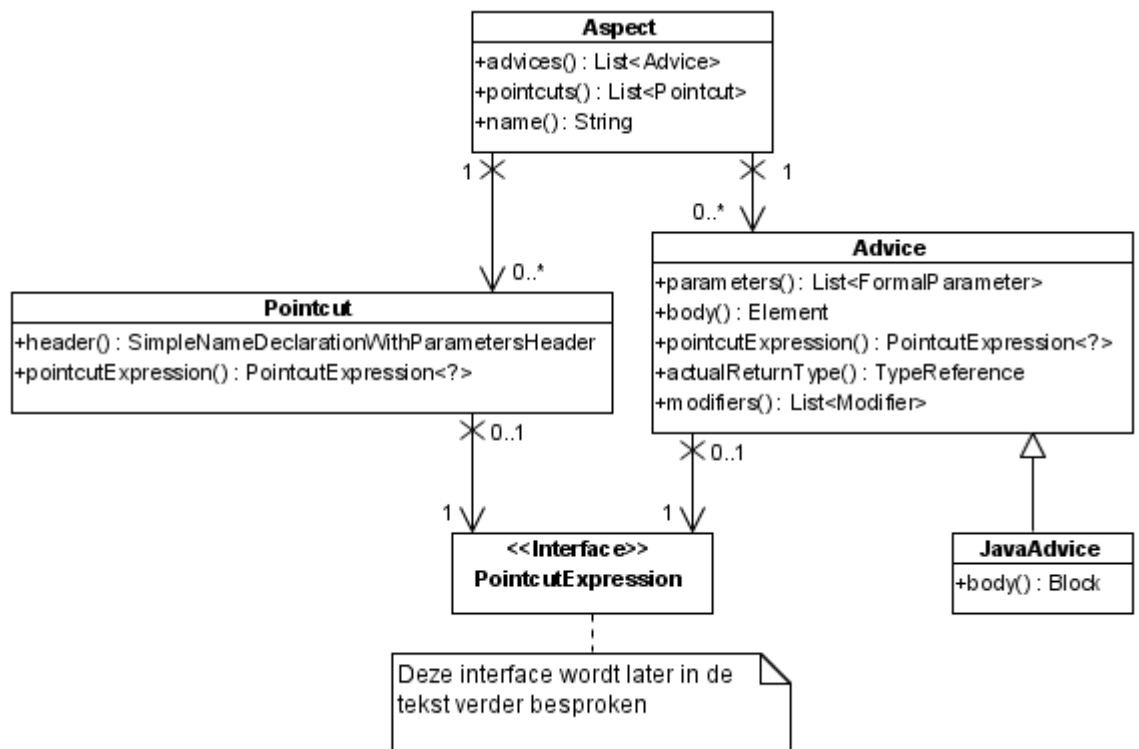 Aspect
+advices() : List<Advice>
+pointcuts() : List<Pointcut>
+name() : String
1
1
0..*
0..*
Advice
+parameters() : List<FormalParameter>
+body() : Element
+pointcutExpression() : PointcutExpression<?>
+actualReturnType() : TypeReference
+modifiers() : List<Modifier>
Pointcut
+header() : SimpleNameDeclarationWithParametersHeader
+pointcutExpression() : PointcutExpression<?>
0..1
0..1
1
1
<<Interface>>
PointcutExpression
JavaAdvice
+body() : Block
Deze interface wordt later in de
tekst verder besproken